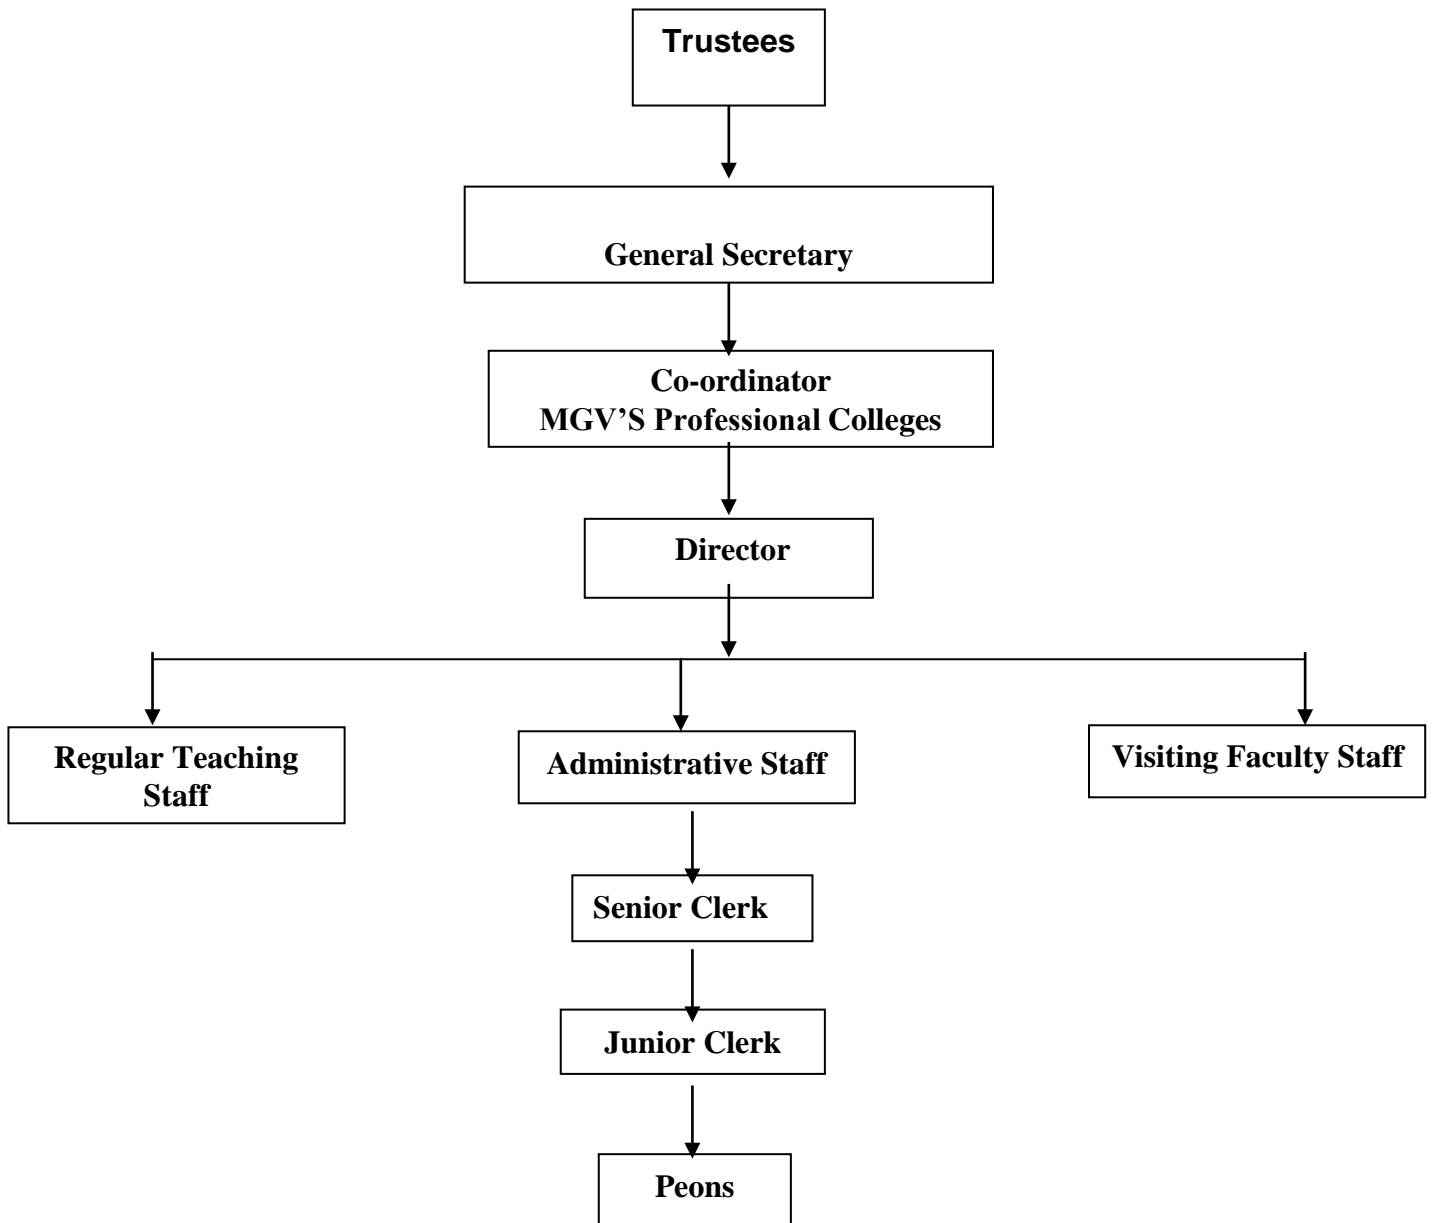 Trustees
General Secretary
Co-ordinator
MGV’S Professional Colleges
Director
Regular Teaching
Staff
Administrative Staff
Visiting Faculty Staff
Senior Clerk
Junior Clerk
Peons